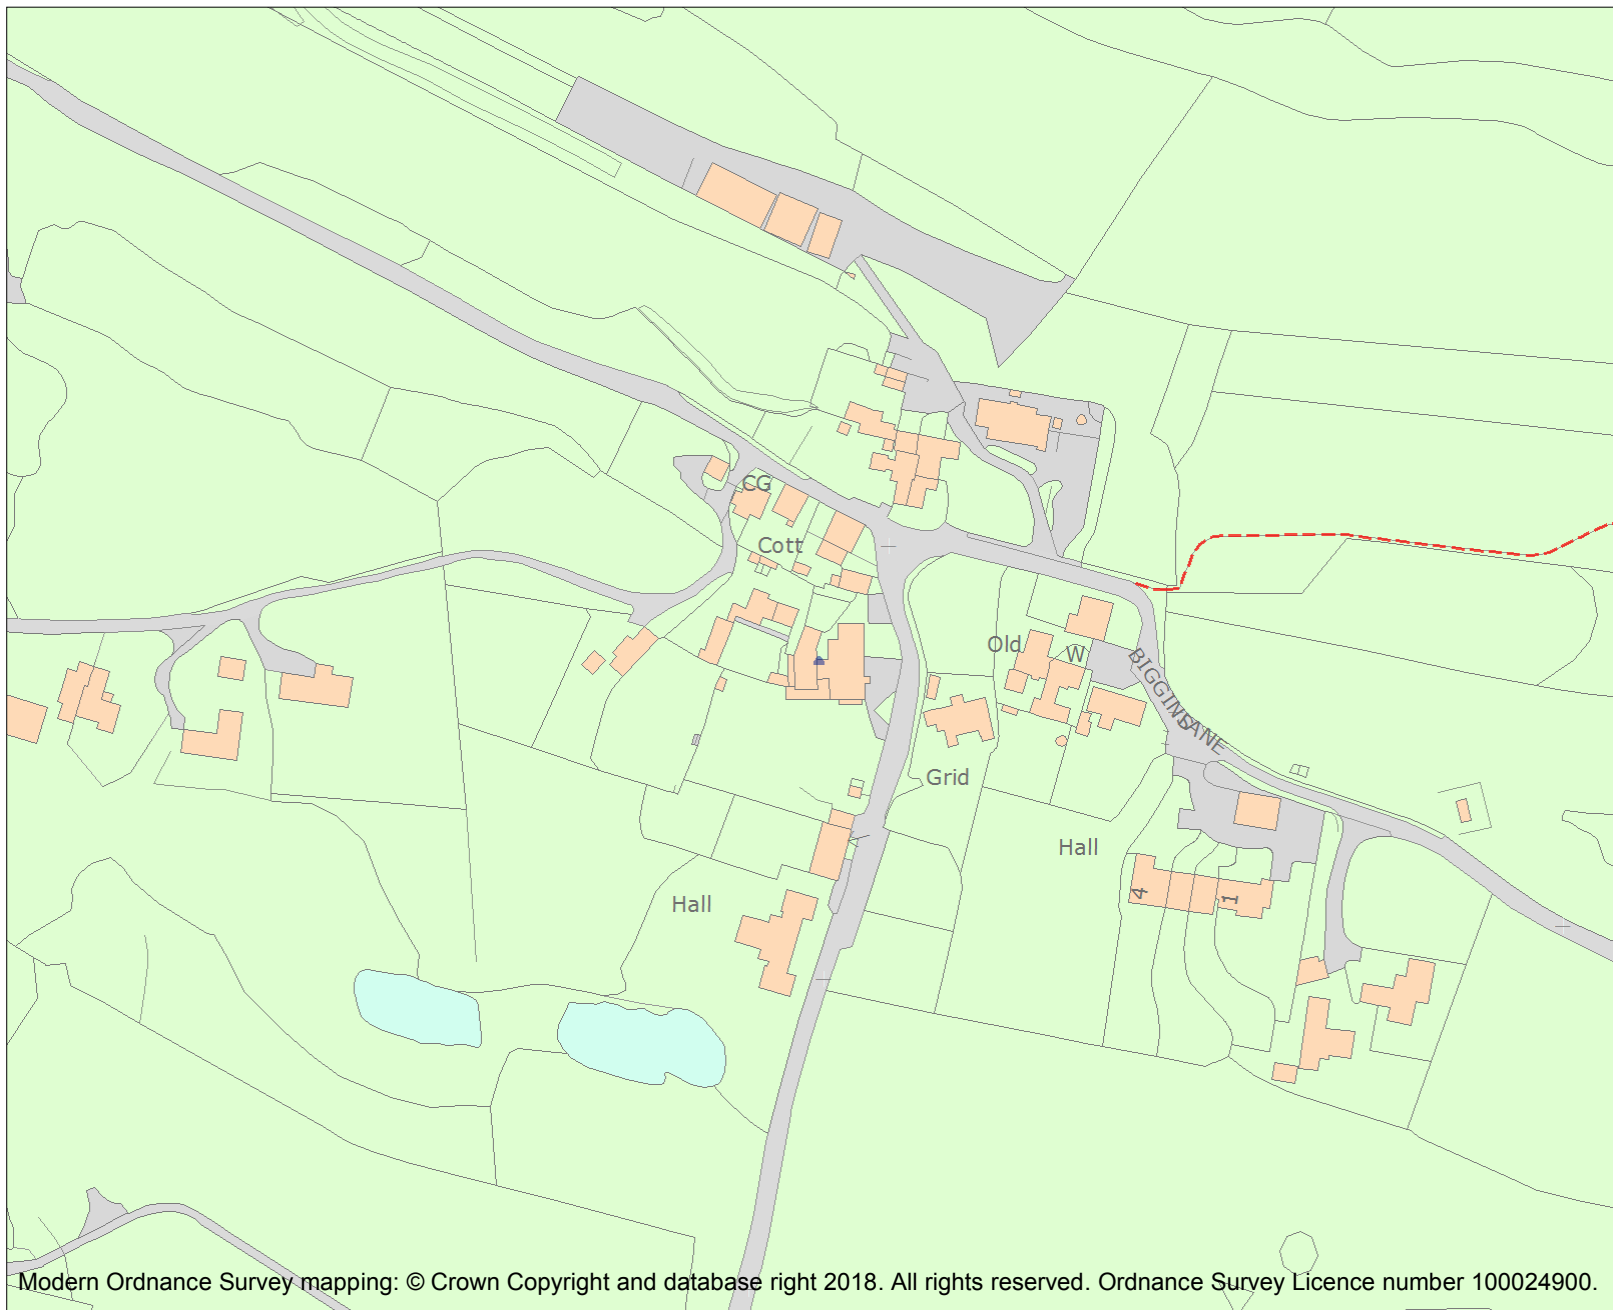 CG
Cott
Old
W
BIGGIN LANE
Grid
Hall
4
1
Hall
Modern Ordnance Survey mapping: © Crown Copyright and database right 2018. All rights reserved. Ordnance Survey Licence number 100024900.